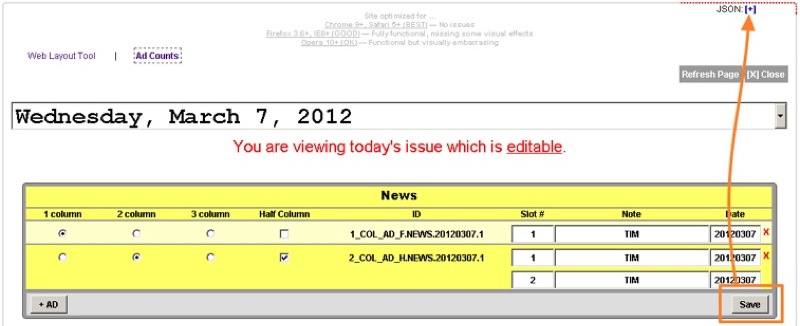 JSON: [+]
Site optimized for ...
Chrome 9+, Safari 5+ (BEST) — No issues
Firefox 3.6+, IE8+ (GOOD) — Fully functional, missing some visual effects
Opera 10+ (OK) — Functional but visually embarrasing
Web Layout Tool | Ad Counts
Refresh Page [X] Close
Wednesday, March 7, 2012
You are viewing today's issue which is editable.
News
1 column 2 column 3 column Half Column ID Slot # Note Date
1_COL_AD_F.NEWS.20120307.1 1 TIM 20120307 X
2_COL_AD_H.NEWS.20120307.1 1 TIM 20120307 X
2 TIM 20120307
+ AD Save